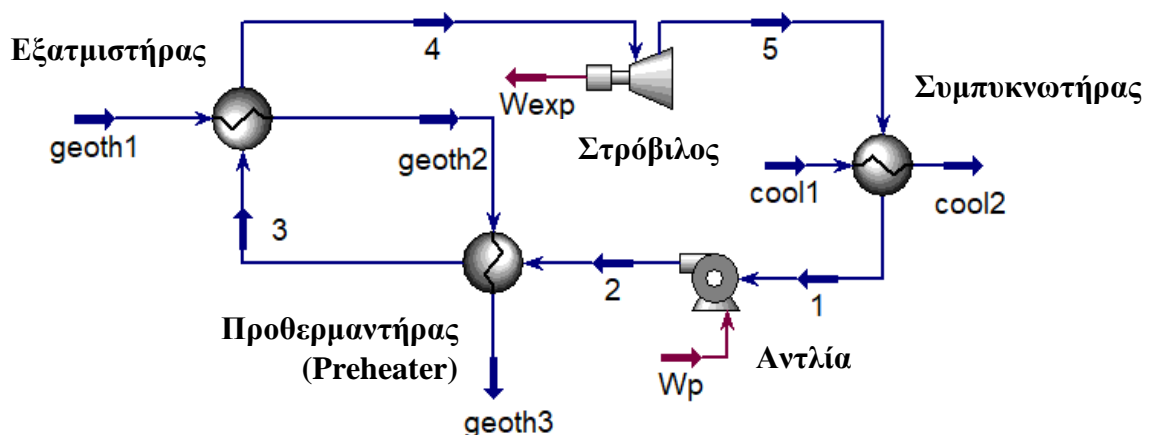 Εξατμιστήρας
4
5
geoth1
geoth2
Wexp
Στρόβιλος
Συμπυκνωτήρας
cool1
cool2
3
2
1
Προθερμαντήρας
(Preheater)
Wp
Αντλία
geoth3